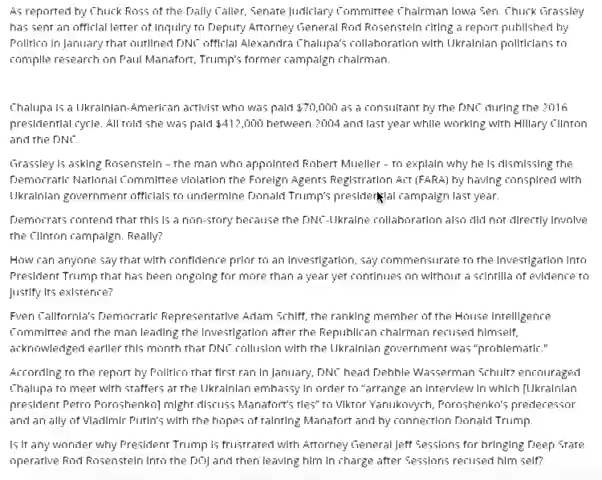 As reported by Chuck Ross of the Daily Caller, Senate Judiciary Committee Chairman Iowa Sen. Chuck Grassley
has sent an official letter of inquiry to Deputy Attorney General Rod Rosenstein citing a report published by
Politico in January that outlined DNC official Alexandra Chalupa's collaboration with Ukrainian politicians to
compile research on Paul Manafort, Trump's former campaign chairman.
Chalupa is a Ukrainian-American activist who was paid $70,000 as a consultant by the DNC during the 2016
presidential cycle. All told she was paid $412,000 between 2004 and last year while working with Hillary Clinton
and the DNC.
Grassley is asking Rosenstein – the man who appointed Robert Mueller – to explain why he is dismissing the
Democratic National Committee violation the Foreign Agents Registration Act (FARA) by having conspired with
Ukrainian government officials to undermine Donald Trump's presidential campaign last year.
Democrats contend that this is a non-story because the DNC-Ukraine collaboration also did not directly involve
the Clinton campaign. Really?
How can anyone say that with confidence prior to an investigation, say commensurate to the investigation into
President Trump that has been ongoing for more than a year yet continues on without a scintilla of evidence to
justify its existence?
Even California's Democratic Representative Adam Schiff, the ranking member of the House Intelligence
Committee and the man leading the investigation after the Republican chairman recused himself,
acknowledged earlier this month that DNC collusion with the Ukrainian government was "problematic."
According to the report by Politico that first ran in January, DNC head Debbie Wasserman Schultz encouraged
Chalupa to meet with staffers at the Ukrainian embassy in order to "arrange an interview in which [Ukrainian
president Petro Poroshenko] might discuss Manafort's ties" to Viktor Yanukovych, Poroshenko's predecessor
and an ally of Vladimir Putin's with the hopes of tainting Manafort and by connection Donald Trump.
Is it any wonder why President Trump is frustrated with Attorney General Jeff Sessions for bringing Deep State
operative Rod Rosenstein into the DOJ and then leaving him in charge after Sessions recused him self?